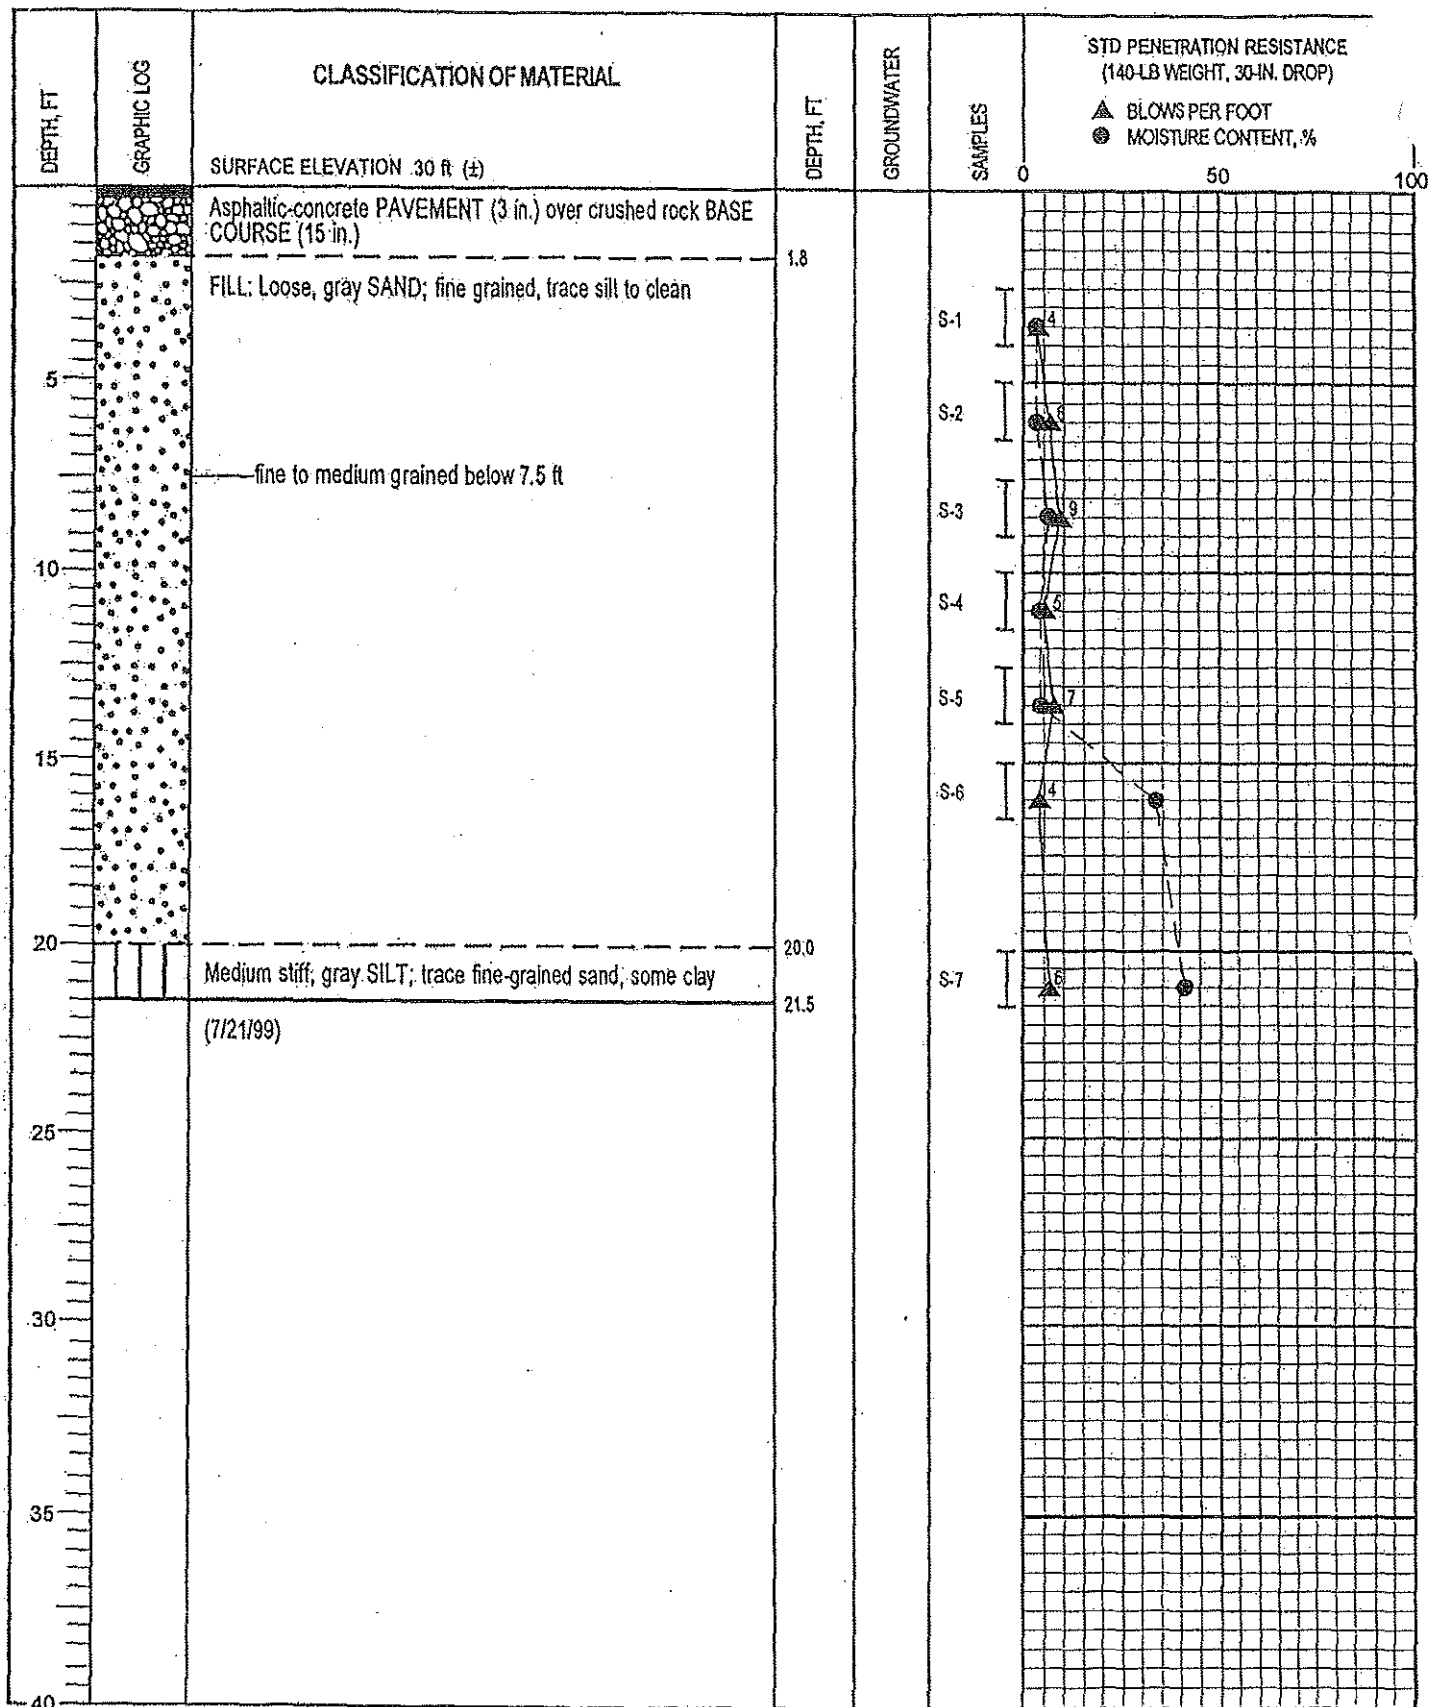 DEPTH, FT
GRAPHIC LOG
CLASSIFICATION OF MATERIAL
SURFACE ELEVATION 30 ft (±)
DEPTH, FT
GROUNDWATER
SAMPLES
STD PENETRATION RESISTANCE
(140-LB WEIGHT, 30-IN. DROP)
BLOWS PER FOOT
MOISTURE CONTENT, %
0 50 100
Asphaltic-concrete PAVEMENT (3 in.) over crushed rock BASE
COURSE (15 in.)
1.8
FILL: Loose, gray SAND; fine grained, trace silt to clean
S-1 4
5
S-2
fine to medium grained below 7.5 ft
S-3 9
10
S-4 5
S-5 7
15
S-6 4
20
20.0
Medium stiff, gray SILT; trace fine-grained sand, some clay
S-7 6
21.5
(7/21/99)
25
30
35
40